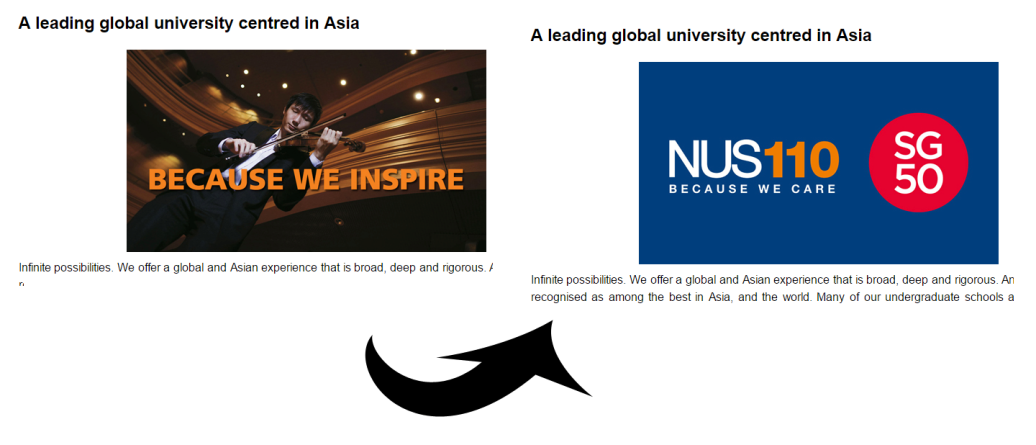 A leading global university centred in Asia
BECAUSE WE INSPIRE
Infinite possibilities. We offer a global and Asian experience that is broad, deep and rigorous.
A leading global university centred in Asia
NUS110
BECAUSE WE CARE
SG
50
Infinite possibilities. We offer a global and Asian experience that is broad, deep and rigorous. An
recognised as among the best in Asia, and the world. Many of our undergraduate schools a